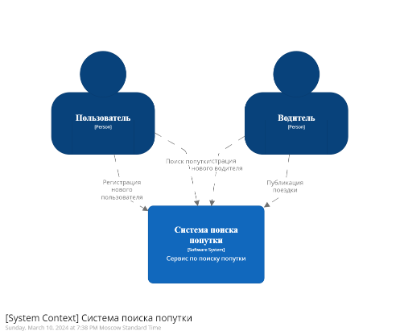 Пользователь
[Person]
Водитель
[Person]
Поиск попутки
страция
нового водителя
Регистрация
нового
пользователя
Публикация
поездки
Система поиска
попутки
[Software System]
Сервис по поиску попутки
[System Context] Система поиска попутки
Sunday, March 10, 2024 at 7:38 PM Moscow Standard Time